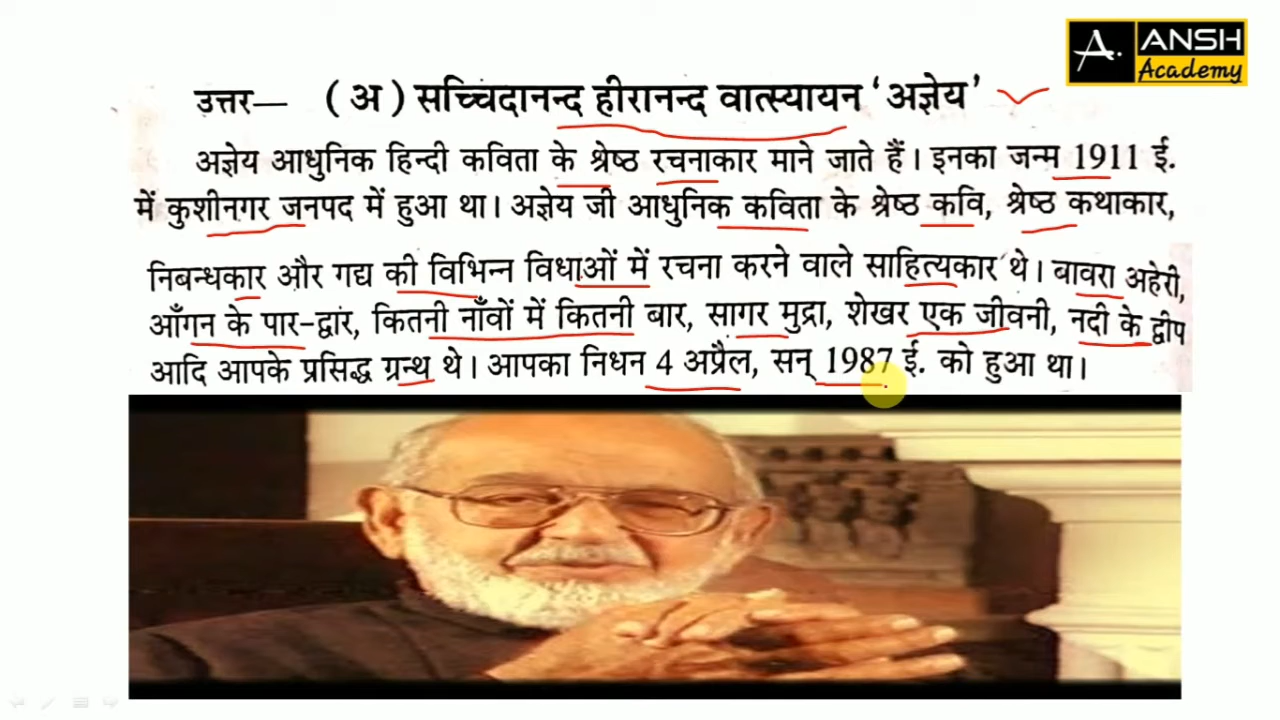 ANSH
A. Academy
उत्तर— (अ) सच्चिदानन्द हीरानन्द वात्स्यायन 'अज्ञेय'
अज्ञेय आधुनिक हिन्दी कविता के श्रेष्ठ रचनाकार माने जाते हैं। इनका जन्म 1911 ई.
में कुशीनगर जनपद में हुआ था। अज्ञेय जी आधुनिक कविता के श्रेष्ठ कवि, श्रेष्ठ कथाकार,
निबन्धकार और गद्य की विभिन्न विधाओं में रचना करने वाले साहित्यकार थे। बावरा अहेरी,
आँगन के पार-द्वांर, कितनी नाँवों में कितनी बार, सागर मुद्रा, शेखर एक जीवनी, नदी के द्वीप
आदि आपके प्रसिद्ध ग्रन्थ थे। आपका निधन 4 अप्रैल, सन् 1987 ई. को हुआ था।